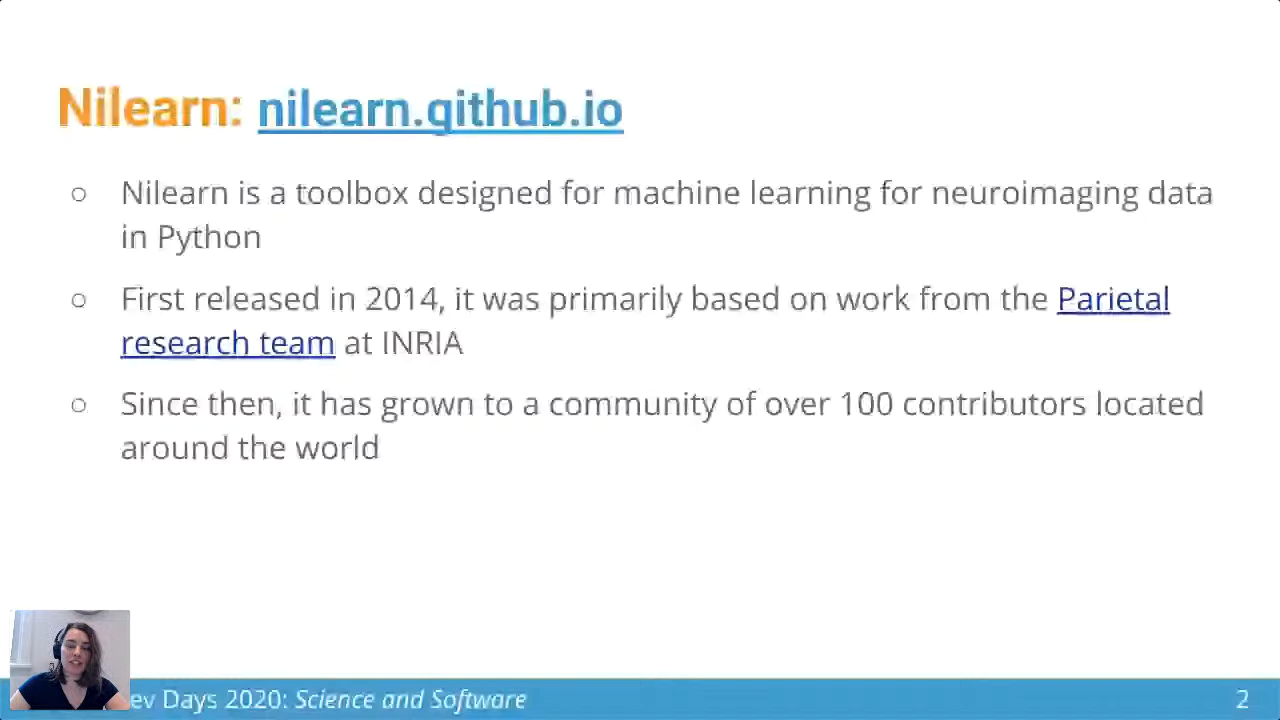 Nilearn: nilearn.github.io
○ Nilearn is a toolbox designed for machine learning for neuroimaging data
in Python
○ First released in 2014, it was primarily based on work from the Parietal
research team at INRIA
○ Since then, it has grown to a community of over 100 contributors located
around the world
ev Days 2020: Science and Software
2